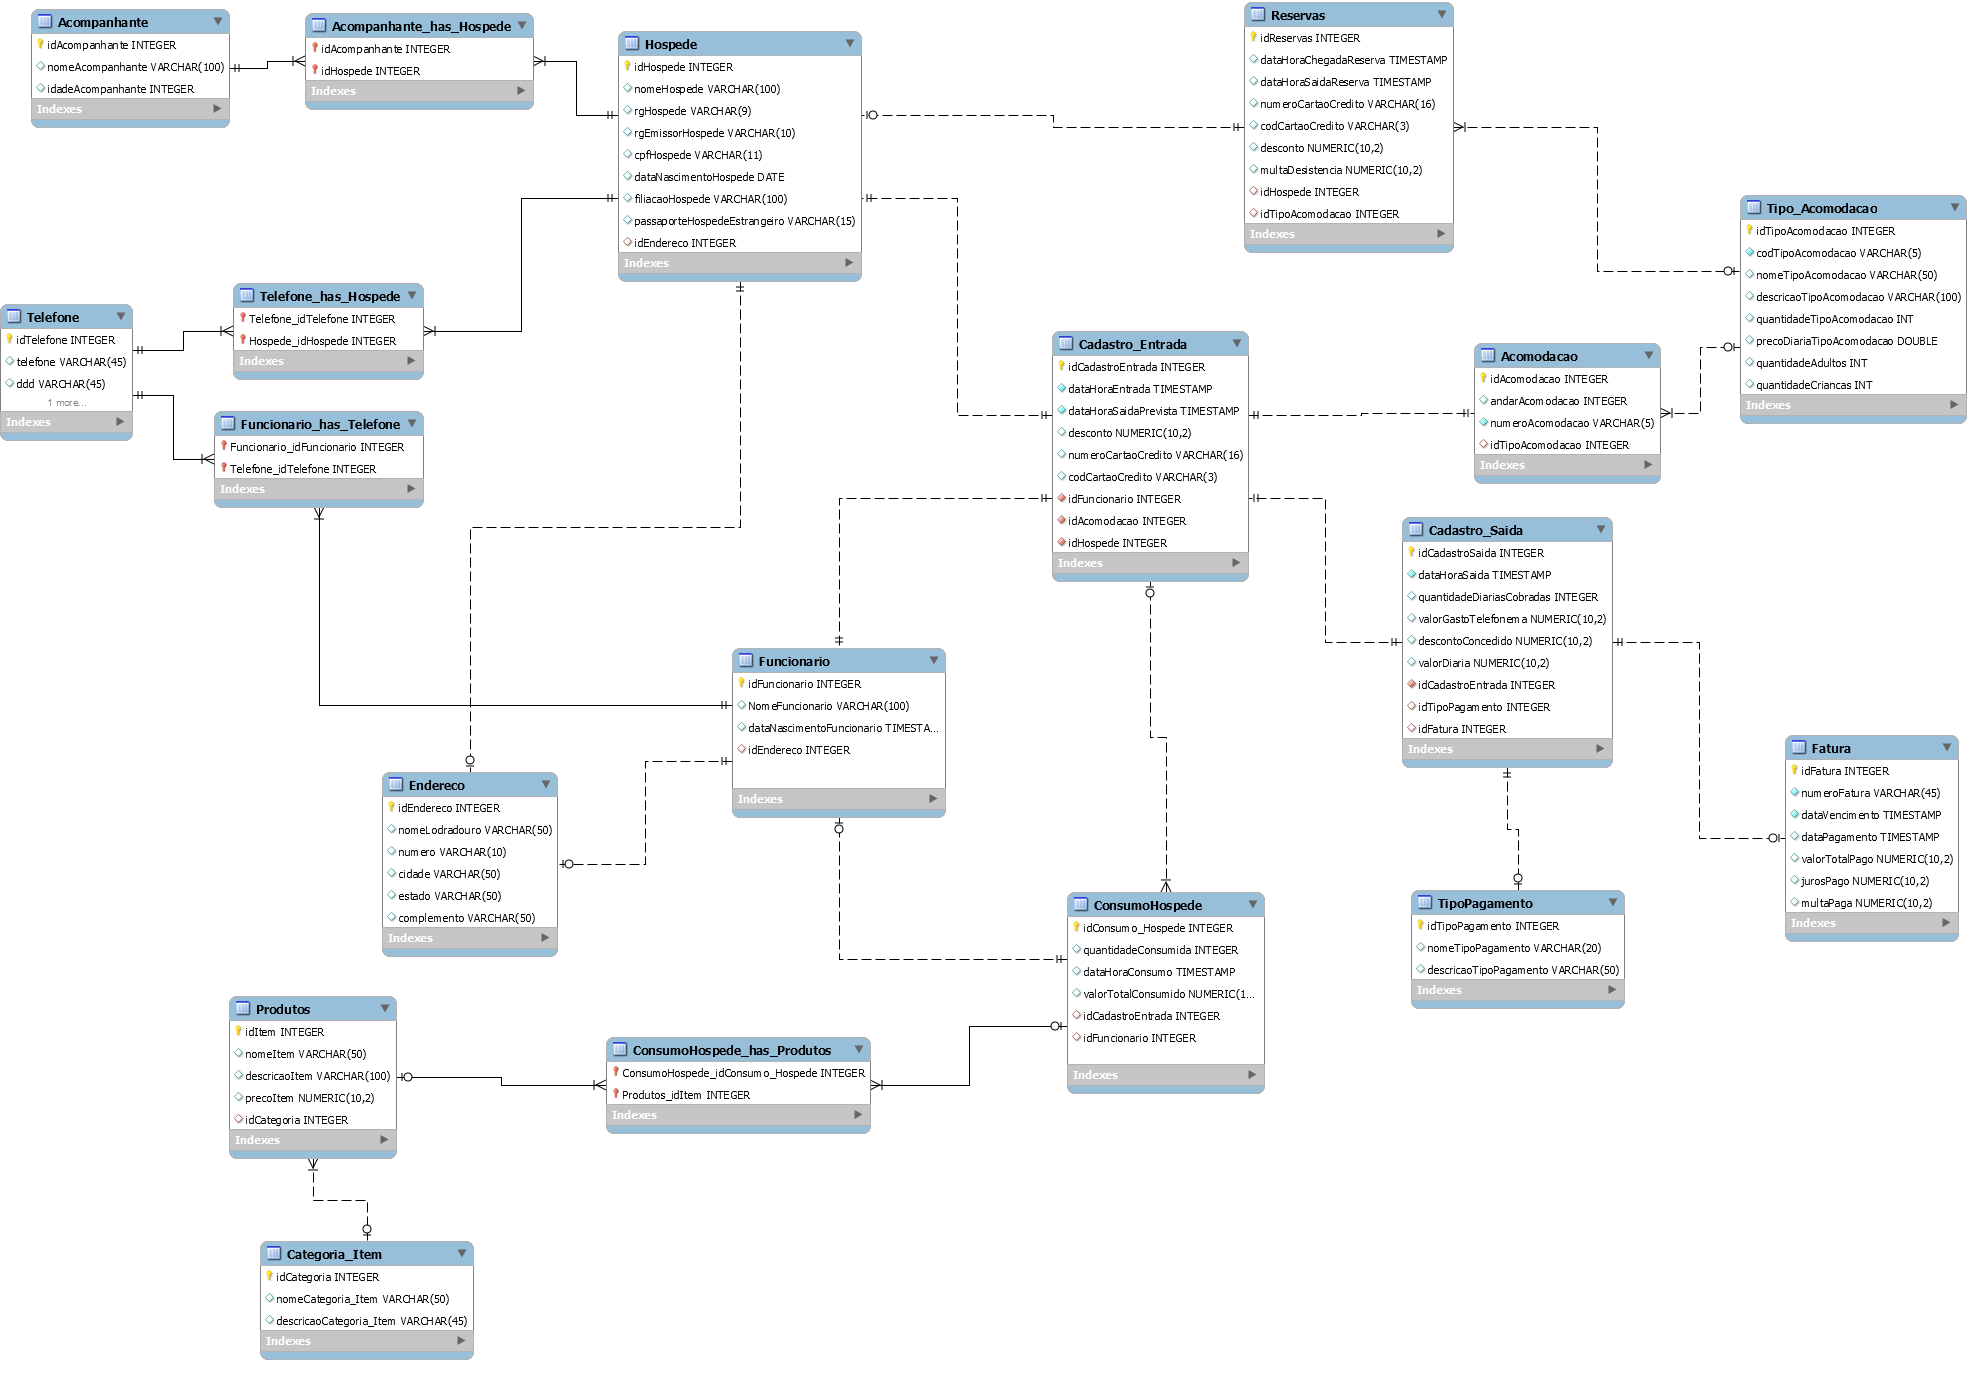 Acompanhante
idAcompanhante INTEGER
nomeAcompanhante VARCHAR(100)
idadeAcompanhante INTEGER
Indexes
Acompanhante_has_Hospede
idAcompanhante INTEGER
idHospede INTEGER
Indexes
Hospede
idHospede INTEGER
nomeHospede VARCHAR(100)
rgHospede VARCHAR(9)
rgEmissorHospede VARCHAR(10)
cpfHospede VARCHAR(11)
dataNascimentoHospede DATE
filiacaoHospede VARCHAR(100)
passaporteHospedeEstrangeiro VARCHAR(15)
idEndereco INTEGER
Indexes
Reservas
idReservas INTEGER
dataHoraChegadaReserva TIMESTAMP
dataHoraSaidaReserva TIMESTAMP
numeroCartaoCredito VARCHAR(16)
codCartaoCredito VARCHAR(3)
desconto NUMERIC(10,2)
multaDesistencia NUMERIC(10,2)
idHospede INTEGER
idTipoAcomodacao INTEGER
Indexes
Tipo_Acomodacao
idTipoAcomodacao INTEGER
codTipoAcomodacao VARCHAR(5)
nomeTipoAcomodacao VARCHAR(50)
descricaoTipoAcomodacao VARCHAR(100)
quantidadeTipoAcomodacao INT
precoDiariaTipoAcomodacao DOUBLE
quantidadeAdultos INT
quantidadeCriancas INT
Indexes
Telefone
idTelefone INTEGER
telefone VARCHAR(45)
ddd VARCHAR(45)
1 more...
Indexes
Telefone_has_Hospede
Telefone_idTelefone INTEGER
Hospede_idHospede INTEGER
Indexes
Funcionario_has_Telefone
Funcionario_idFuncionario INTEGER
Telefone_idTelefone INTEGER
Indexes
Cadastro_Entrada
idCadastroEntrada INTEGER
dataHoraEntrada TIMESTAMP
dataHoraSaidaPrevista TIMESTAMP
desconto NUMERIC(10,2)
numeroCartaoCredito VARCHAR(16)
codCartaoCredito VARCHAR(3)
idFuncionario INTEGER
idAcomodacao INTEGER
idHospede INTEGER
Indexes
Acomodacao
idAcomodacao INTEGER
andarAcomodacao INTEGER
numeroAcomodacao VARCHAR(5)
idTipoAcomodacao INTEGER
Indexes
Cadastro_Saida
idCadastroSaida INTEGER
dataHoraSaida TIMESTAMP
quantidadeDiariasCobradas INTEGER
valorGastoTelefonema NUMERIC(10,2)
descontoConcedido NUMERIC(10,2)
valorDiaria NUMERIC(10,2)
idCadastroEntrada INTEGER
idTipoPagamento INTEGER
idFatura INTEGER
Indexes
Funcionario
idFuncionario INTEGER
NomeFuncionario VARCHAR(100)
dataNascimentoFuncionario TIMESTA...
idEndereco INTEGER
Indexes
Fatura
idFatura INTEGER
numeroFatura VARCHAR(45)
dataVencimento TIMESTAMP
dataPagamento TIMESTAMP
valorTotalPago NUMERIC(10,2)
jurosPago NUMERIC(10,2)
multaPaga NUMERIC(10,2)
Indexes
Endereco
idEndereco INTEGER
nomeLodradouro VARCHAR(50)
numero VARCHAR(10)
cidade VARCHAR(50)
estado VARCHAR(50)
complemento VARCHAR(50)
Indexes
ConsumoHospede
idConsumo_Hospede INTEGER
quantidadeConsumida INTEGER
dataHoraConsumo TIMESTAMP
valorTotalConsumido NUMERIC(1...
idCadastroEntrada INTEGER
idFuncionario INTEGER
Indexes
TipoPagamento
idTipoPagamento INTEGER
nomeTipoPagamento VARCHAR(20)
descricaoTipoPagamento VARCHAR(50)
Indexes
Produtos
idItem INTEGER
nomeItem VARCHAR(50)
descricaoItem VARCHAR(100)
precoItem NUMERIC(10,2)
idCategoria INTEGER
Indexes
ConsumoHospede_has_Produtos
ConsumoHospede_idConsumo_Hospede INTEGER
Produtos_idItem INTEGER
Indexes
Categoria_Item
idCategoria INTEGER
nomeCategoria_Item VARCHAR(50)
descricaoCategoria_Item VARCHAR(45)
Indexes